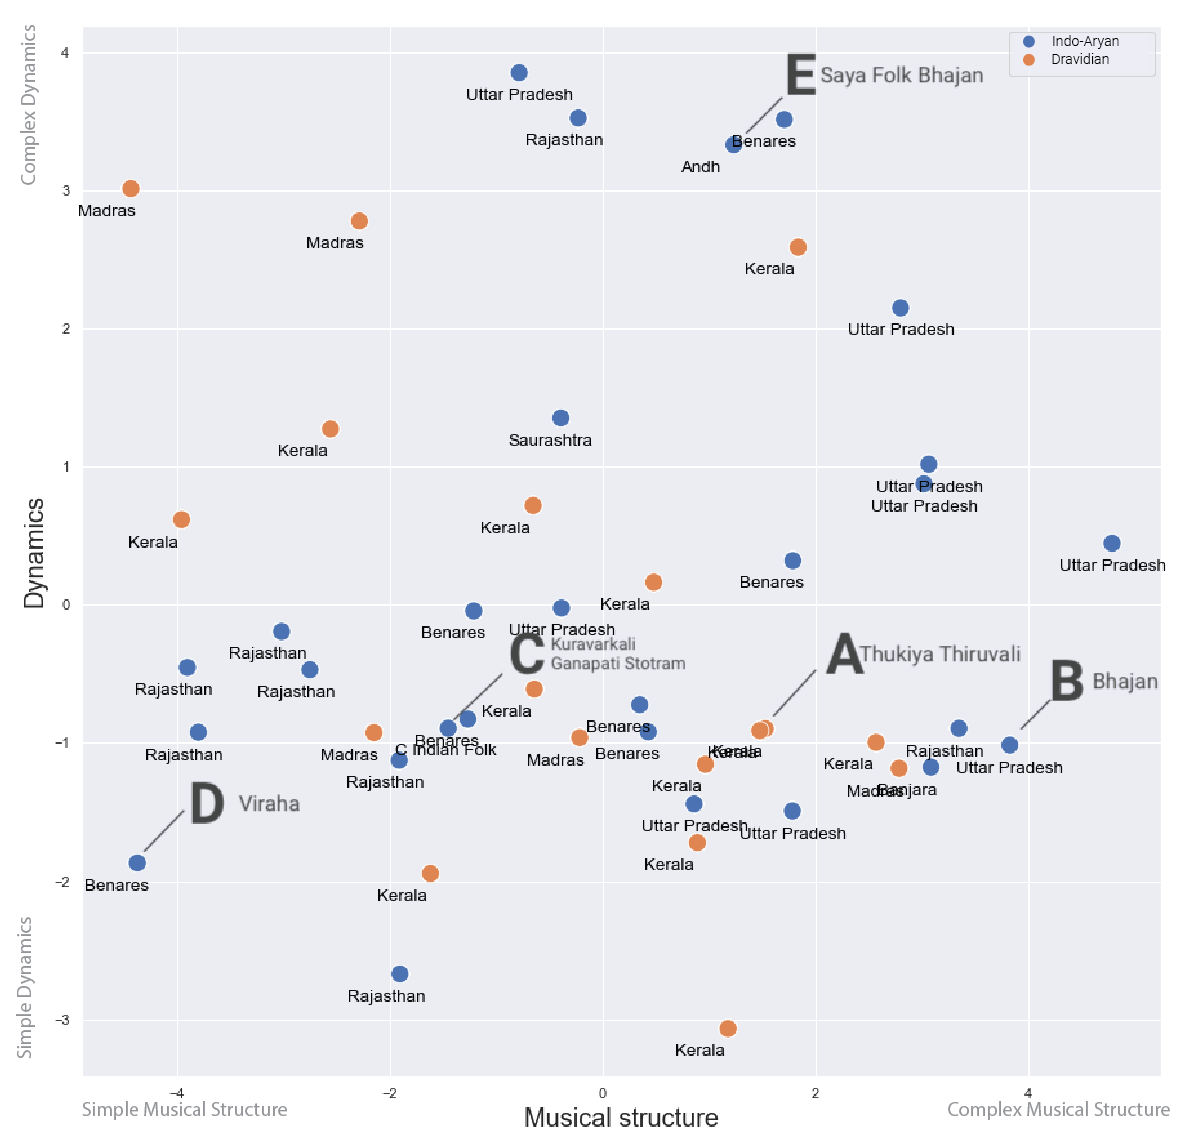 Complex Dynamics
4
Indo-Aryan
Dravidian
E Saya Folk Bhajan
Uttar Pradesh
Rajasthan
Benares
Andh
3
Madras
Madras
Kerala
2
Uttar Pradesh
Saurashtra
Kerala
1
Uttar Pradesh
Uttar Pradesh
Kerala
Kerala
Uttar Pradesh
Benares
Dynamics
0
Kerala
Benares
Uttar Pradesh
C Kuravarkali
Ganapati Stotram
A Thukiya Thiruvali
Rajasthan
B Bhajan
Rajasthan
Rajasthan
Kerala
Benares
−1
Benares
C Indian Folk
Rajasthan
Madras
Madras
Benares
Kerala
Kerala
Rajasthan
Kerala
Uttar Pradesh
Rajasthan
Kerala
Madras
Banjara
D Viraha
Uttar Pradesh
Uttar Pradesh
Kerala
−2
Benares
Kerala
Simple Dynamics
Rajasthan
−3
Kerala
−4
−2
0
2
4
Simple Musical Structure
Musical structure
Complex Musical Structure